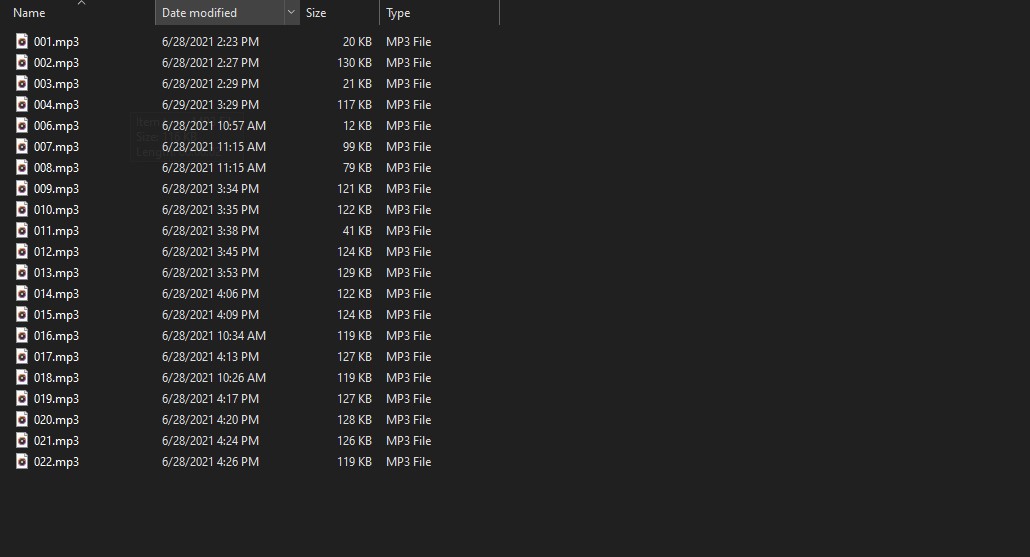 Name Date modified Size Type
001.mp3 6/28/2021 2:23 PM 20 KB MP3 File
002.mp3 6/28/2021 2:27 PM 130 KB MP3 File
003.mp3 6/28/2021 2:29 PM 21 KB MP3 File
004.mp3 6/29/2021 3:29 PM 117 KB MP3 File
006.mp3 6/28/2021 10:57 AM 12 KB MP3 File
007.mp3 6/28/2021 11:15 AM 99 KB MP3 File
008.mp3 6/28/2021 11:15 AM 79 KB MP3 File
009.mp3 6/28/2021 3:34 PM 121 KB MP3 File
010.mp3 6/28/2021 3:35 PM 122 KB MP3 File
011.mp3 6/28/2021 3:38 PM 41 KB MP3 File
012.mp3 6/28/2021 3:45 PM 124 KB MP3 File
013.mp3 6/28/2021 3:53 PM 129 KB MP3 File
014.mp3 6/28/2021 4:06 PM 122 KB MP3 File
015.mp3 6/28/2021 4:09 PM 124 KB MP3 File
016.mp3 6/28/2021 10:34 AM 119 KB MP3 File
017.mp3 6/28/2021 4:13 PM 127 KB MP3 File
018.mp3 6/28/2021 10:26 AM 119 KB MP3 File
019.mp3 6/28/2021 4:17 PM 127 KB MP3 File
020.mp3 6/28/2021 4:20 PM 128 KB MP3 File
021.mp3 6/28/2021 4:24 PM 126 KB MP3 File
022.mp3 6/28/2021 4:26 PM 119 KB MP3 File